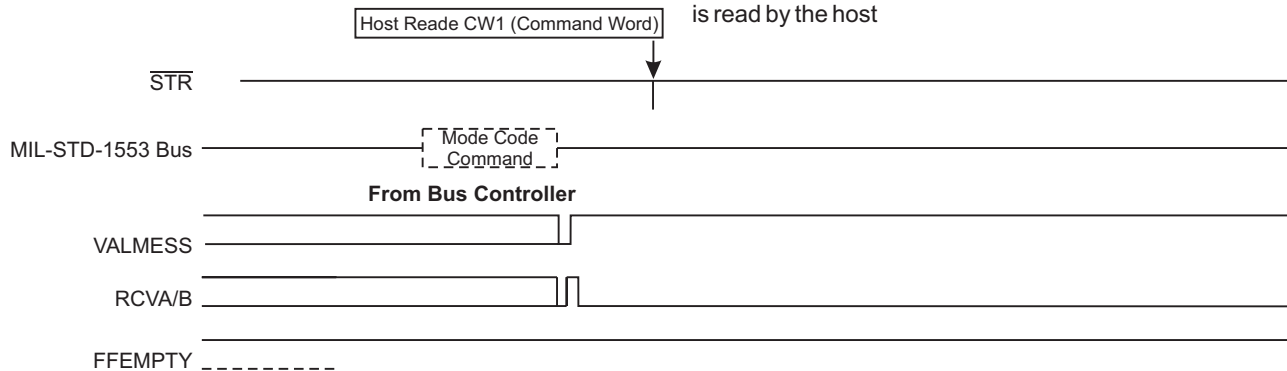 is read by the host
Host Reade CW1 (Command Word)
STR
MIL-STD-1553 Bus
Mode Code
Command
From Bus Controller
VALMESS
RCVA/B
FFEMPTY